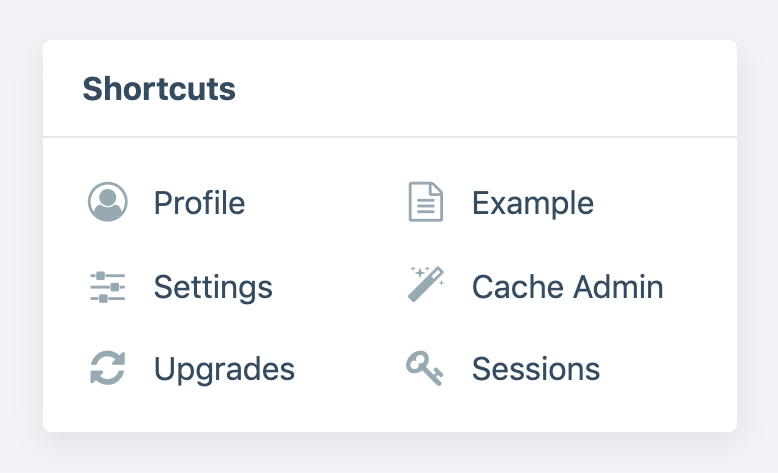 Shortcuts
Profile
Example
Settings
Cache Admin
Upgrades
Sessions